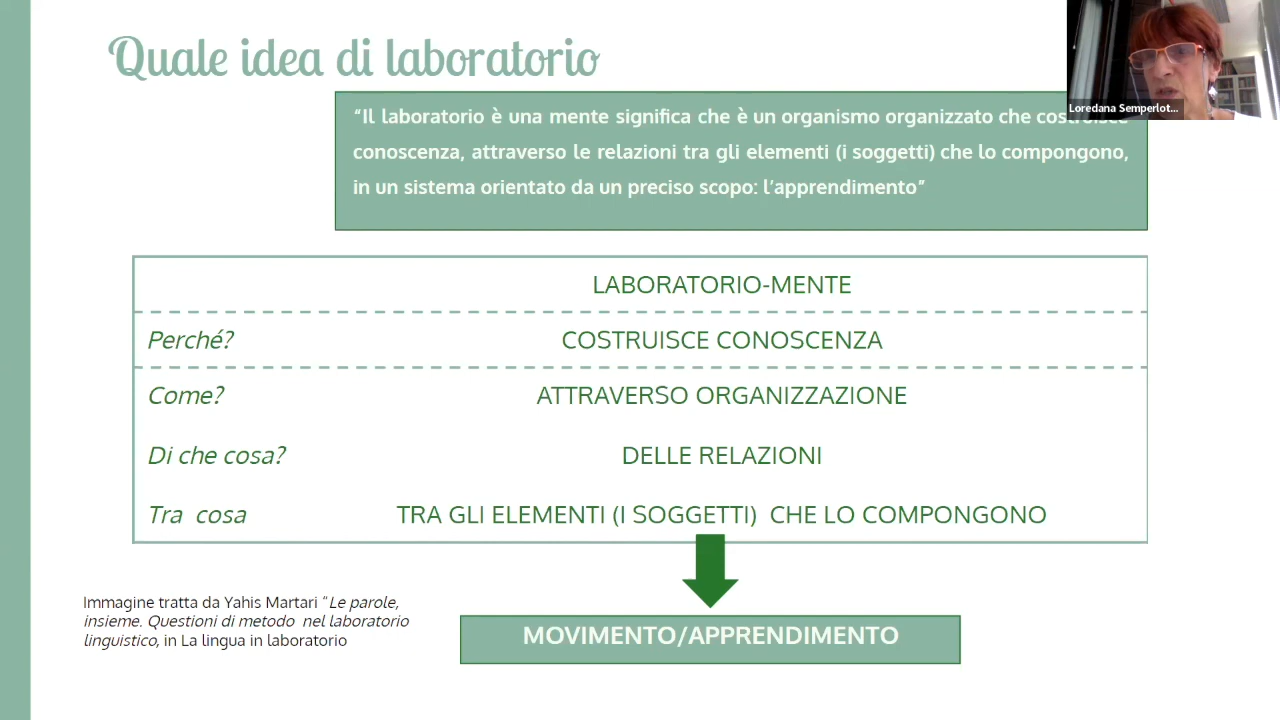 Quale idea di laboratorio
Loredana Semperlot...
“Il laboratorio è una mente significa che è un organismo organizzato che costruisce
conoscenza, attraverso le relazioni tra gli elementi (i soggetti) che lo compongono,
in un sistema orientato da un preciso scopo: l’apprendimento”
LABORATORIO-MENTE
Perché? COSTRUISCE CONOSCENZA
Come? ATTRAVERSO ORGANIZZAZIONE
Di che cosa? DELLE RELAZIONI
Tra cosa TRA GLI ELEMENTI (I SOGGETTI) CHE LO COMPONGONO
Immagine tratta da Yahis Martari “Le parole,
insieme. Questioni di metodo nel laboratorio
linguistico, in La lingua in laboratorio
MOVIMENTO/APPRENDIMENTO